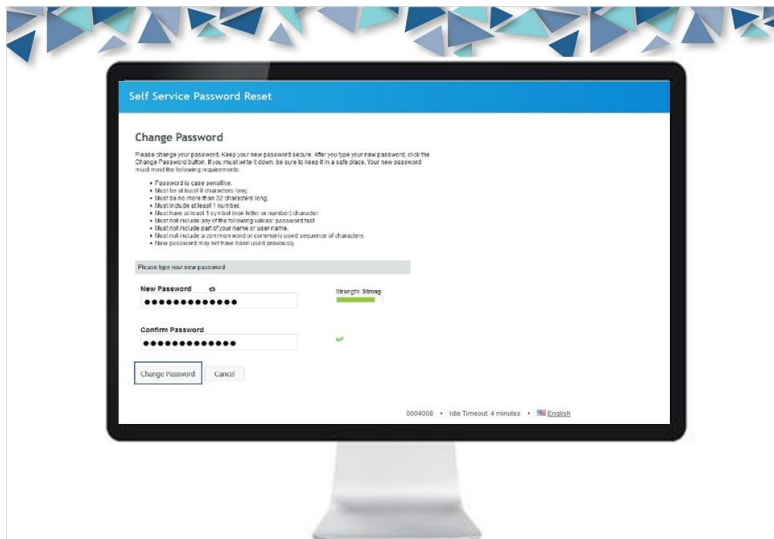 Self Service Password Reset
Change Password
Please change your password. Keep your new password secure. After you type your new password, click the
Change Password button. If you must write it down, be sure to keep it in a safe place. Your new password
must meet the following requirements:
• Password is case sensitive.
• Must be at least 8 characters long.
• Must be no more than 32 characters long.
• Must include at least 1 number.
• Must have at least 1 symbol (non letter or number) character.
• Must not include any of the following values: password test
• Must not include part of your name or user name.
• Must not include a common word or commonly used sequence of characters.
• New password may not have been used previously.
Please type your new password
New Password
Strength: Strong
Confirm Password
Change Password Cancel
0004008 • Idle Timeout: 4 minutes • English